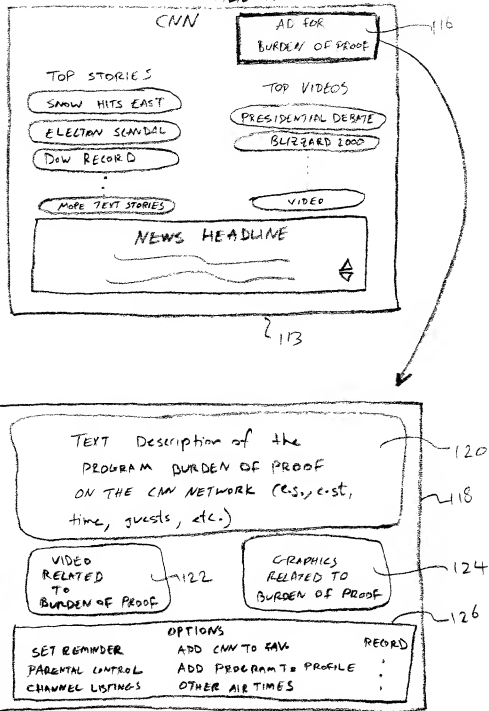 CNN
AD FOR
BURDEN OF PROOF
116
TOP STORIES
SNOW HITS EAST
ELECTION SCANDAL
DOW RECORD
MORE TEXT STORIES
TOP VIDEOS
PRESIDENTIAL DEBATE
BLIZZARD 2000
VIDEO
NEWS HEADLINE
113
TEXT Description of the
PROGRAM BURDEN OF PROOF
ON THE CNN NETWORK (e.g., cost,
time, guests, etc.)
120
118
VIDEO
RELATED
TO
BURDEN OF PROOF
122
GRAPHICS
RELATED TO
BURDEN OF PROOF
124
126
OPTIONS
SET REMINDER ADD CNN TO FAV RECORD
PARENTAL CONTROL ADD PROGRAM TO PROFILE
CHANNEL LISTINGS OTHER AIR TIMES